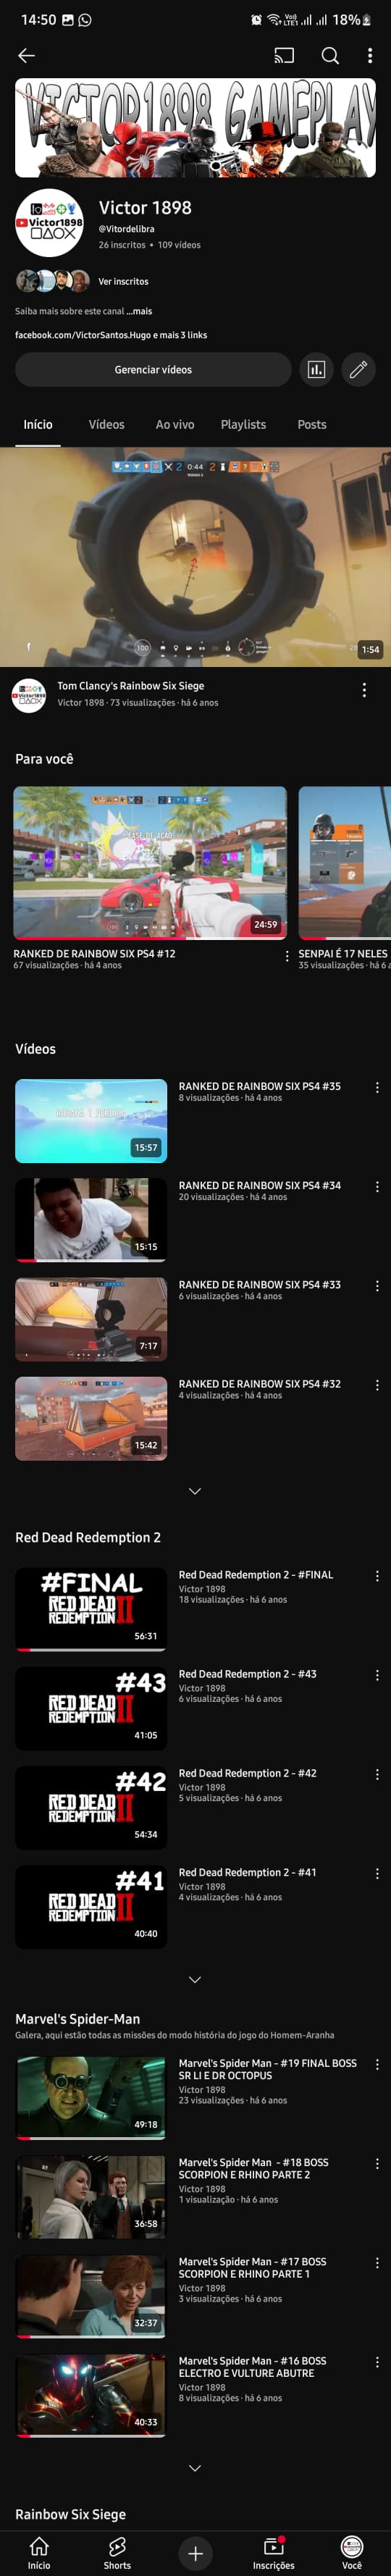 14:50
Vo))
LTE1
18%
VICTOR1898 GAMEPLAY
Victor1898
Victor 1898
@Vitordelibra
26 inscritos • 109 vídeos
Ver inscritos
Saiba mais sobre este canal ...mais
facebook.com/VictorSantos.Hugo e mais 3 links
Gerenciar vídeos
Início Vídeos Ao vivo Playlists Posts
2 0:44 2
100
1:54
Tom Clancy's Rainbow Six Siege
Victor 1898 · 73 visualizações · há 6 anos
Para você
FASE DE AÇÃO
24:59
RANKED DE RAINBOW SIX PS4 #12
67 visualizações · há 4 anos
SENPAI É 17 NELES
35 visualizações · há 6 a
Vídeos
15:57
RANKED DE RAINBOW SIX PS4 #35
8 visualizações · há 4 anos
15:15
RANKED DE RAINBOW SIX PS4 #34
20 visualizações · há 4 anos
7:17
RANKED DE RAINBOW SIX PS4 #33
6 visualizações · há 4 anos
15:42
RANKED DE RAINBOW SIX PS4 #32
4 visualizações · há 4 anos
Red Dead Redemption 2
#FINAL
RED DEAD
REDEMPTION II
56:31
Red Dead Redemption 2 - #FINAL
Victor 1898
18 visualizações · há 6 anos
#43
RED DEAD
REDEMPTION II
41:05
Red Dead Redemption 2 - #43
Victor 1898
6 visualizações · há 6 anos
#42
RED DEAD
REDEMPTION II
54:34
Red Dead Redemption 2 - #42
Victor 1898
5 visualizações · há 6 anos
#41
RED DEAD
REDEMPTION II
40:40
Red Dead Redemption 2 - #41
Victor 1898
4 visualizações · há 6 anos
Marvel's Spider-Man
Galera, aqui estão todas as missões do modo história do jogo do Homem-Aranha
49:18
Marvel's Spider Man - #19 FINAL BOSS
SR LI E DR OCTOPUS
Victor 1898
23 visualizações · há 6 anos
36:58
Marvel's Spider Man - #18 BOSS
SCORPION E RHINO PARTE 2
Victor 1898
1 visualização · há 6 anos
32:37
Marvel's Spider Man - #17 BOSS
SCORPION E RHINO PARTE 1
Victor 1898
3 visualizações · há 6 anos
40:33
Marvel's Spider Man - #16 BOSS
ELECTRO E VULTURE ABUTRE
Victor 1898
8 visualizações · há 6 anos
Rainbow Six Siege
Início Shorts Inscrições Você